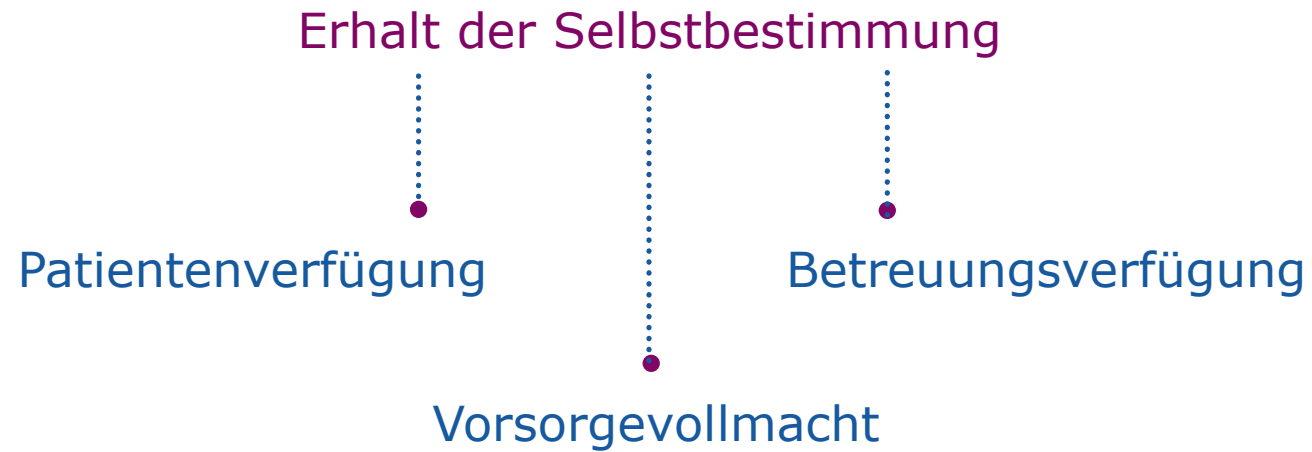 Erhalt der Selbstbestimmung
Patientenverfügung
Betreuungsverfügung
Vorsorgevollmacht